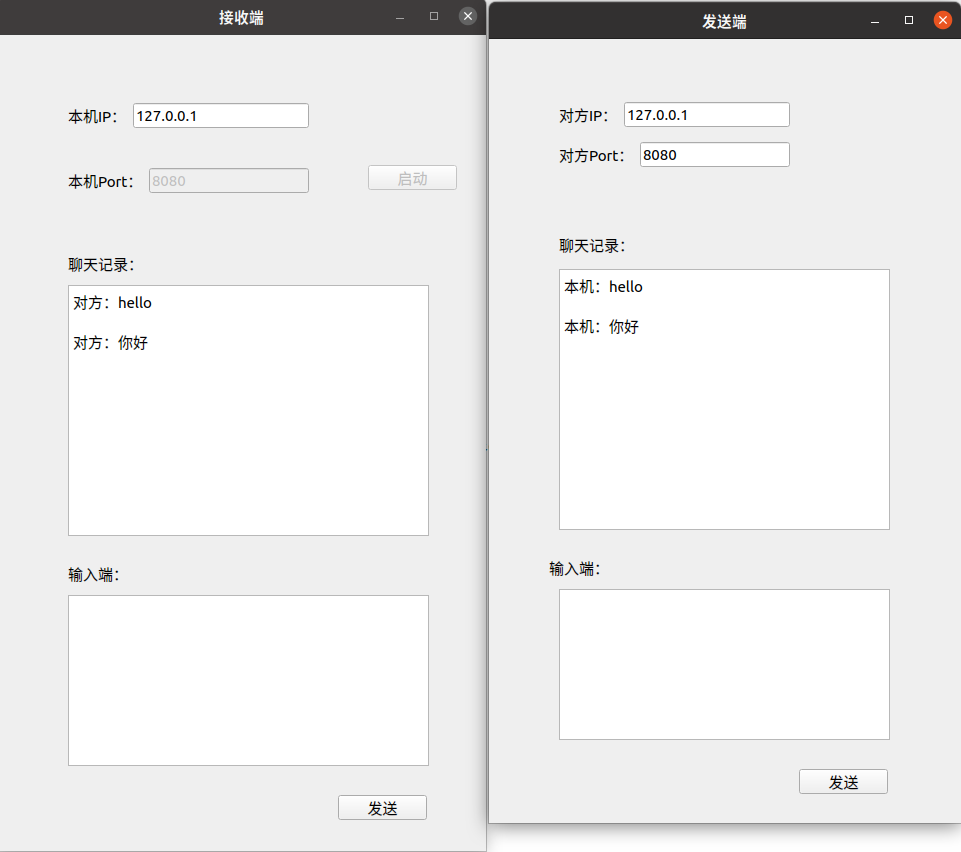 接收端
本机IP： 127.0.0.1
本机Port： 8080 启动
聊天记录：
对方：hello
对方：你好
输入端：
发送
发送端
对方IP： 127.0.0.1
对方Port： 8080
聊天记录：
本机：hello
本机：你好
输入端：
发送